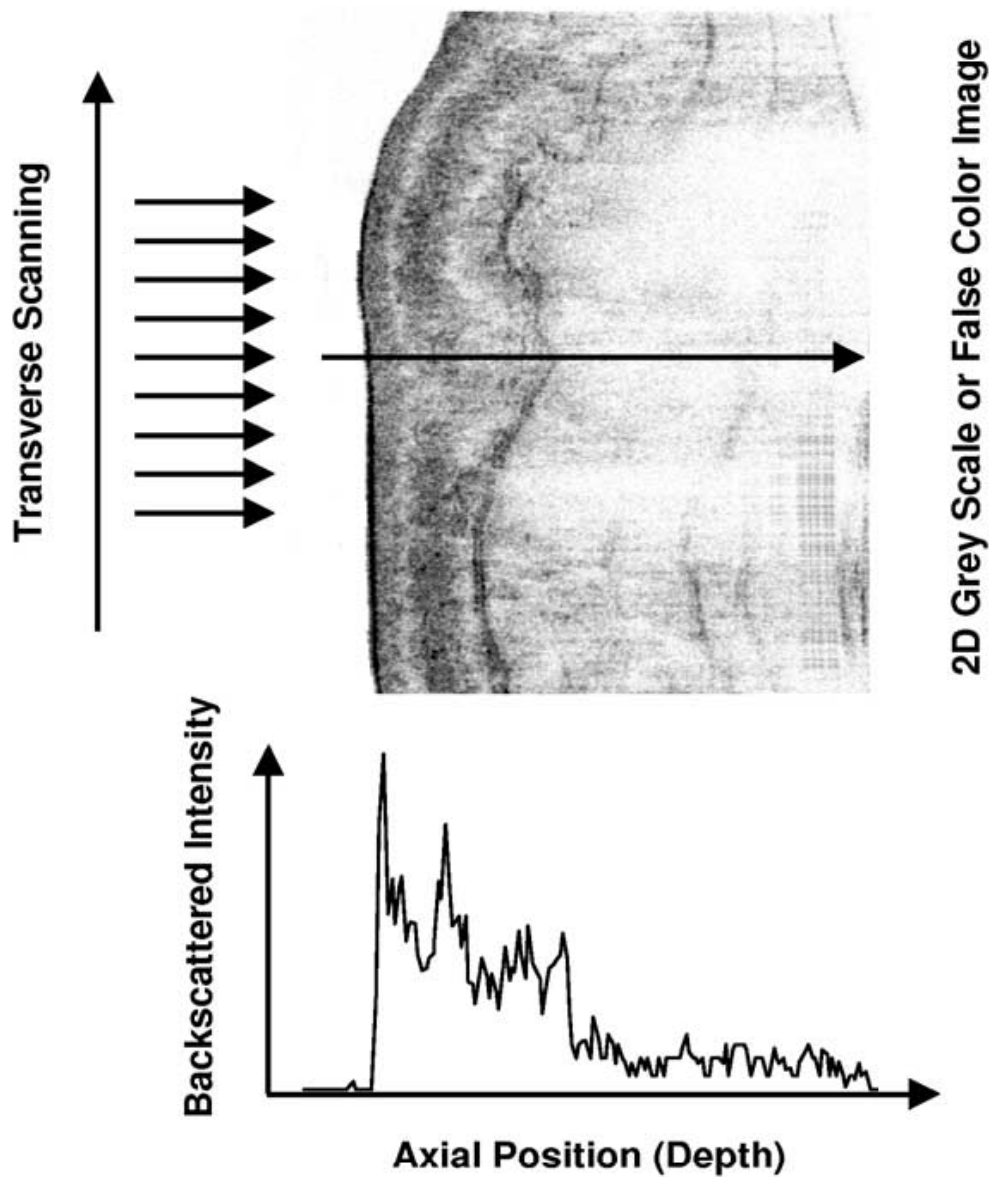 Transverse Scanning
2D Grey Scale or False Color Image
Backscattered Intensity
Axial Position (Depth)